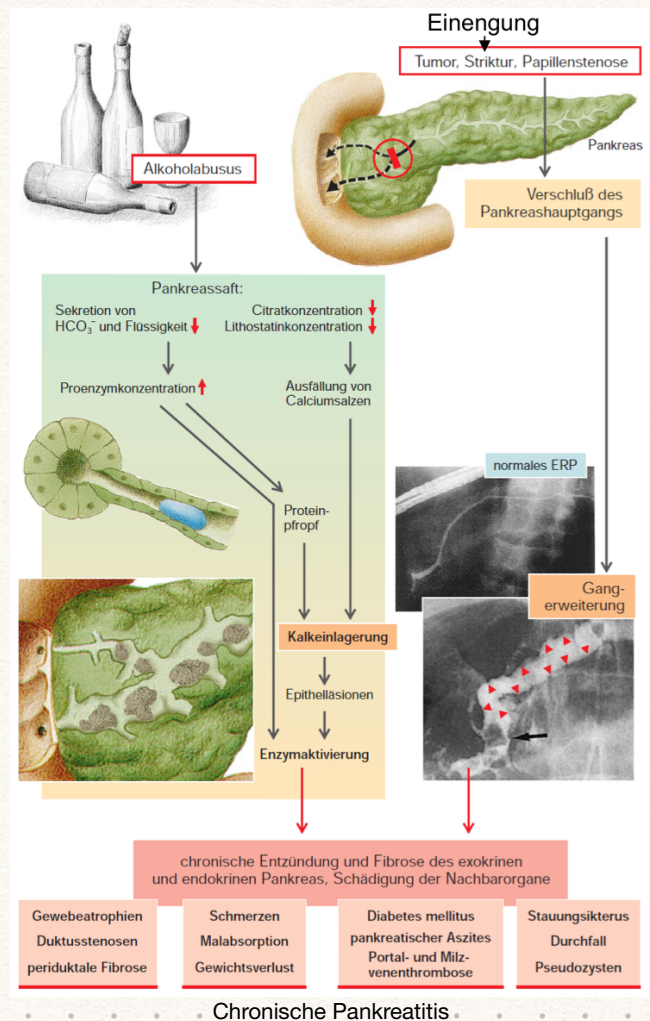 Einengung
Tumor, Striktur, Papillenstenose
Alkoholabusus
Pankreas
Verschluß des
Pankreashauptgangs
Pankreassaft:
Sekretion von
HCO₃⁻ und Flüssigkeit
Citratkonzentration
Lithostatinkonzentration
Proenzymkonzentration
Ausfällung von
Calciumsalzen
normales ERP
Protein-
pfropf
Gang-
erweiterung
Kalkeinlagerung
Epithelläsionen
Enzymaktivierung
chronische Entzündung und Fibrose des exokrinen
und endokrinen Pankreas, Schädigung der Nachbarorgane
Gewebeatrophien
Duktusstenosen
periduktale Fibrose
Schmerzen
Malabsorption
Gewichtsverlust
Diabetes mellitus
pankreatischer Aszites
Portal- und Milz-
venenthrombose
Stauungsikterus
Durchfall
Pseudozysten
Chronische Pankreatitis